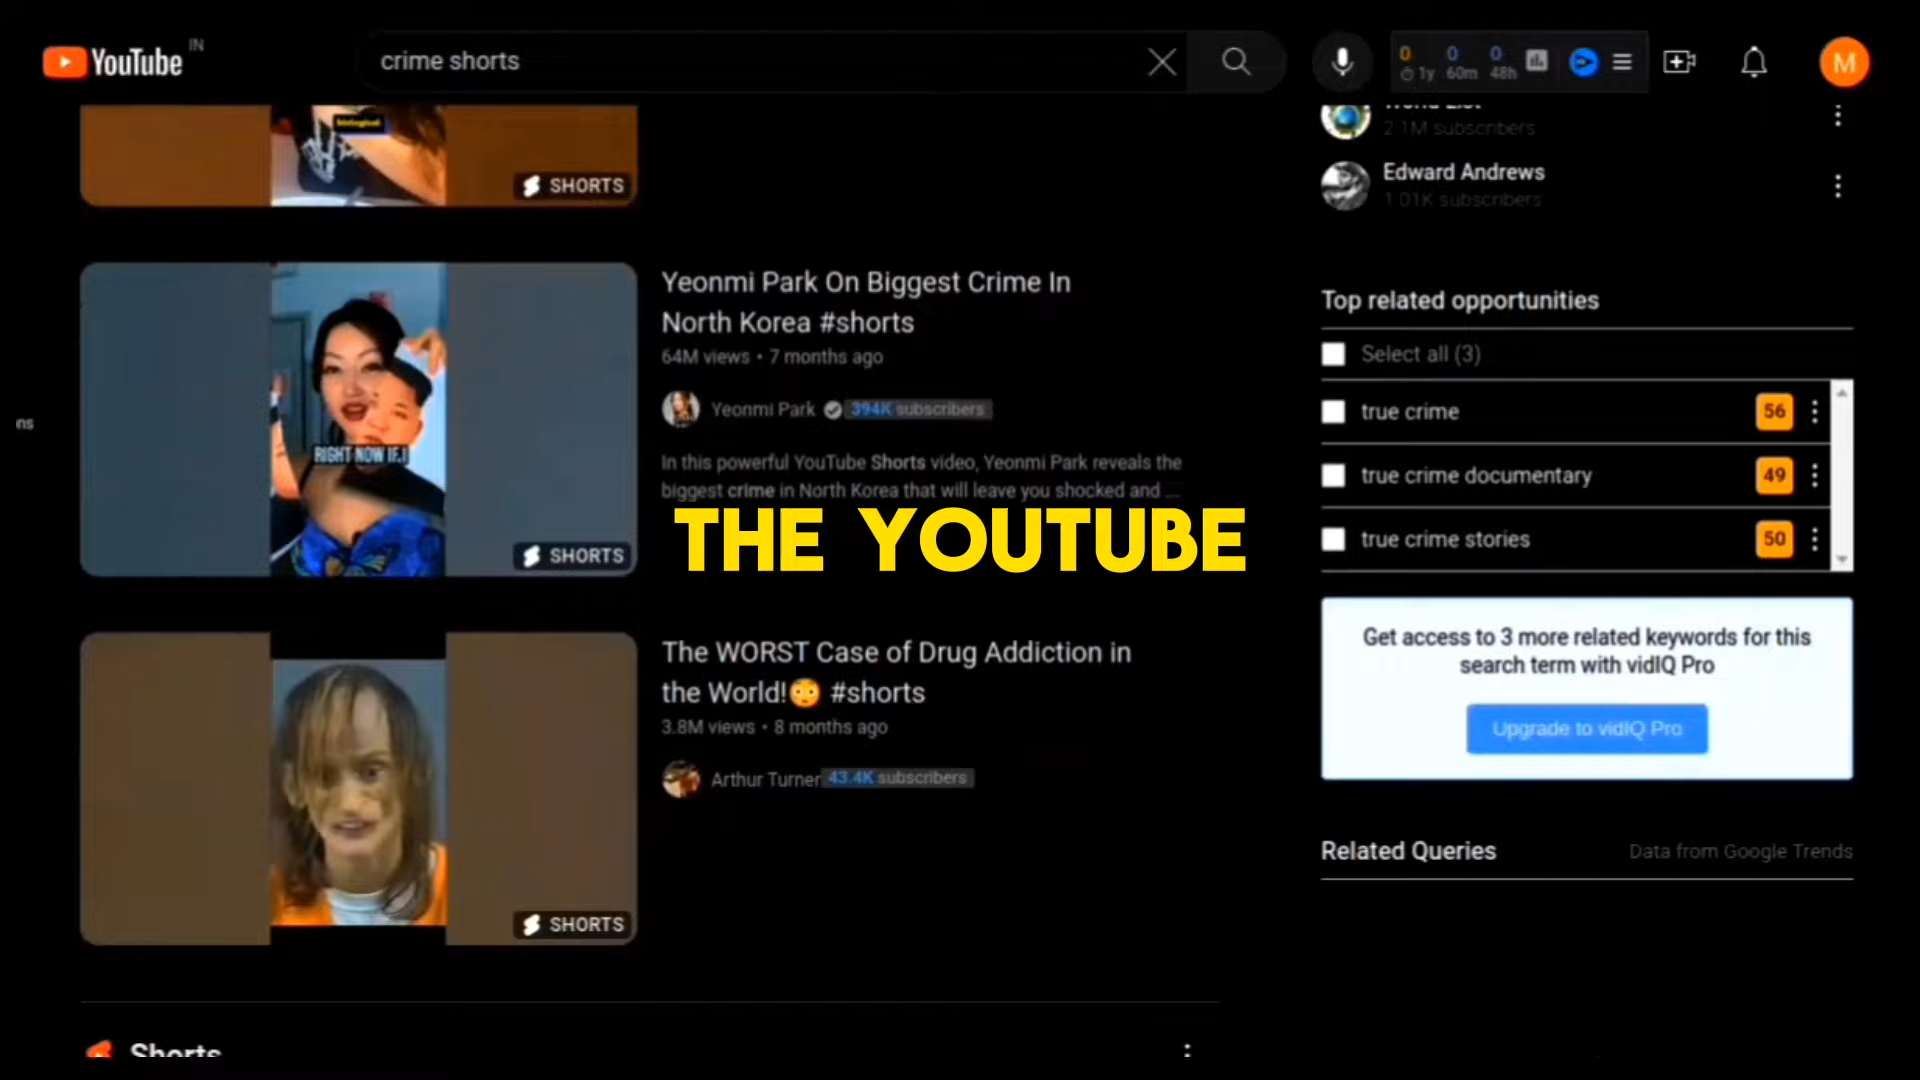 YouTube IN
crime shorts
0 0 0
1y 60m 48h
M
biological
SHORTS
2.1M subscribers
Edward Andrews
1.01K subscribers
ns
RIGHT NOW IF I
SHORTS
Yeonmi Park On Biggest Crime In
North Korea #shorts
64M views • 7 months ago
Yeonmi Park 394K subscribers
In this powerful YouTube Shorts video, Yeonmi Park reveals the
biggest crime in North Korea that will leave you shocked and ...
THE YOUTUBE
Top related opportunities
Select all (3)
true crime 56
true crime documentary 49
true crime stories 50
Get access to 3 more related keywords for this
search term with vidIQ Pro
Upgrade to vidIQ Pro
SHORTS
The WORST Case of Drug Addiction in
the World!😳 #shorts
3.8M views • 8 months ago
Arthur Turner 43.4K subscribers
Related Queries Data from Google Trends
Shorts